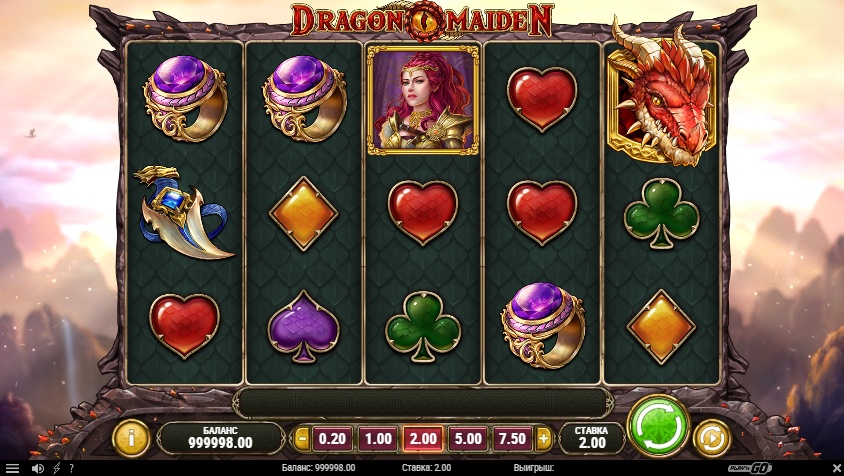 DRAGON MAIDEN
БАЛАНС
999998.00
0.20 1.00 2.00 5.00 7.50
СТАВКА
2.00
Баланс: 999998.00 Ставка: 2.00 Выигрыш:
PLAY'N GO